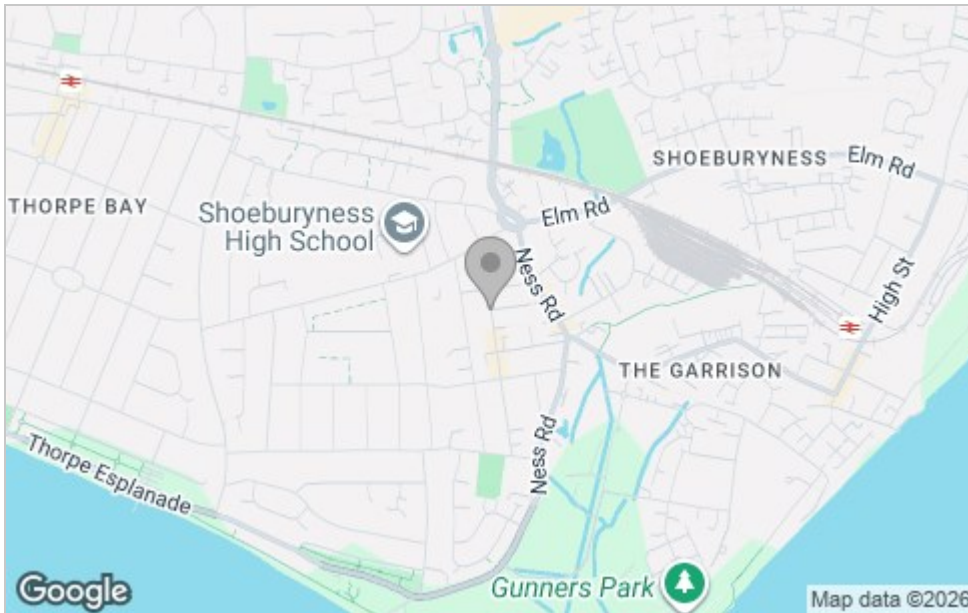 SHOEBURYNESS
Elm Rd
THORPE BAY
Shoeburyness
High School
Elm Rd
Ness Rd
High St
THE GARRISON
Ness Rd
Thorpe Esplanade
Gunners Park
Google
Map data ©2026